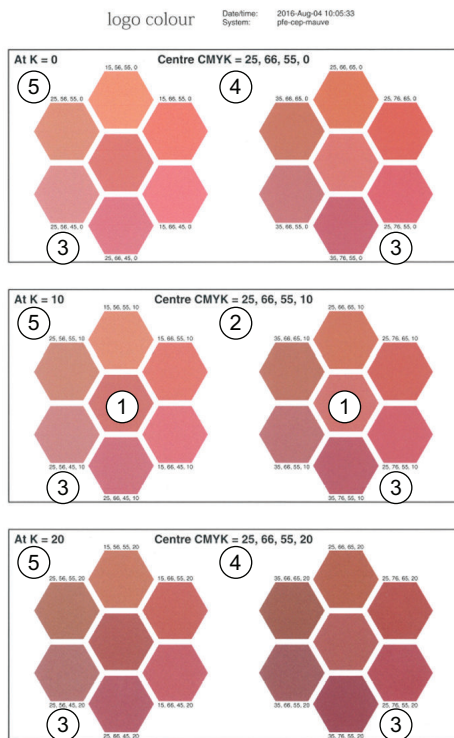 logo colour
Date/time: 2016-Aug-04 10:05:33
System: pfe-cep-mauve
At K = 0 Centre CMYK = 25, 66, 55, 0
5
4
15, 56, 55, 0
25, 66, 65, 0
25, 56, 55, 0
15, 66, 55, 0
35, 66, 65, 0
25, 76, 65, 0
25, 56, 45, 0
15, 66, 45, 0
35, 66, 55, 0
25, 76, 55, 0
3
3
25, 66, 45, 0
35, 76, 55, 0
At K = 10 Centre CMYK = 25, 66, 55, 10
5
2
15, 56, 55, 10
25, 66, 65, 10
25, 56, 55, 10
15, 66, 55, 10
35, 66, 65, 10
25, 76, 65, 10
1
1
25, 56, 45, 10
15, 66, 45, 10
35, 66, 55, 10
25, 76, 55, 10
3
3
25, 66, 45, 10
35, 76, 55, 10
At K = 20 Centre CMYK = 25, 66, 55, 20
5
4
15, 56, 55, 20
25, 66, 65, 20
25, 56, 55, 20
15, 66, 55, 20
35, 66, 65, 20
25, 76, 65, 20
25, 56, 45, 20
15, 66, 45, 20
35, 66, 55, 20
25, 76, 55, 20
3
3
25, 66, 45, 20
35, 76, 55, 20